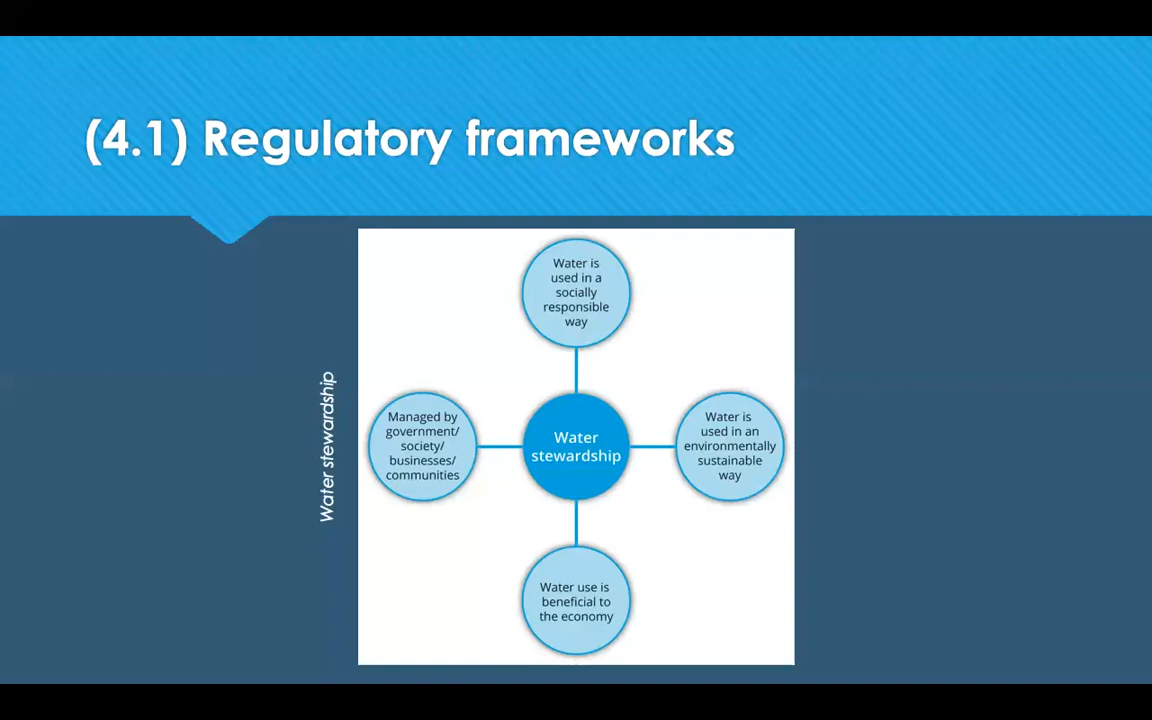 (4.1) Regulatory frameworks
Water stewardship
Water is
used in a
socially
responsible
way
Managed by
government/
society/
businesses/
communities
Water
stewardship
Water is
used in an
environmentally
sustainable
way
Water use is
beneficial to
the economy